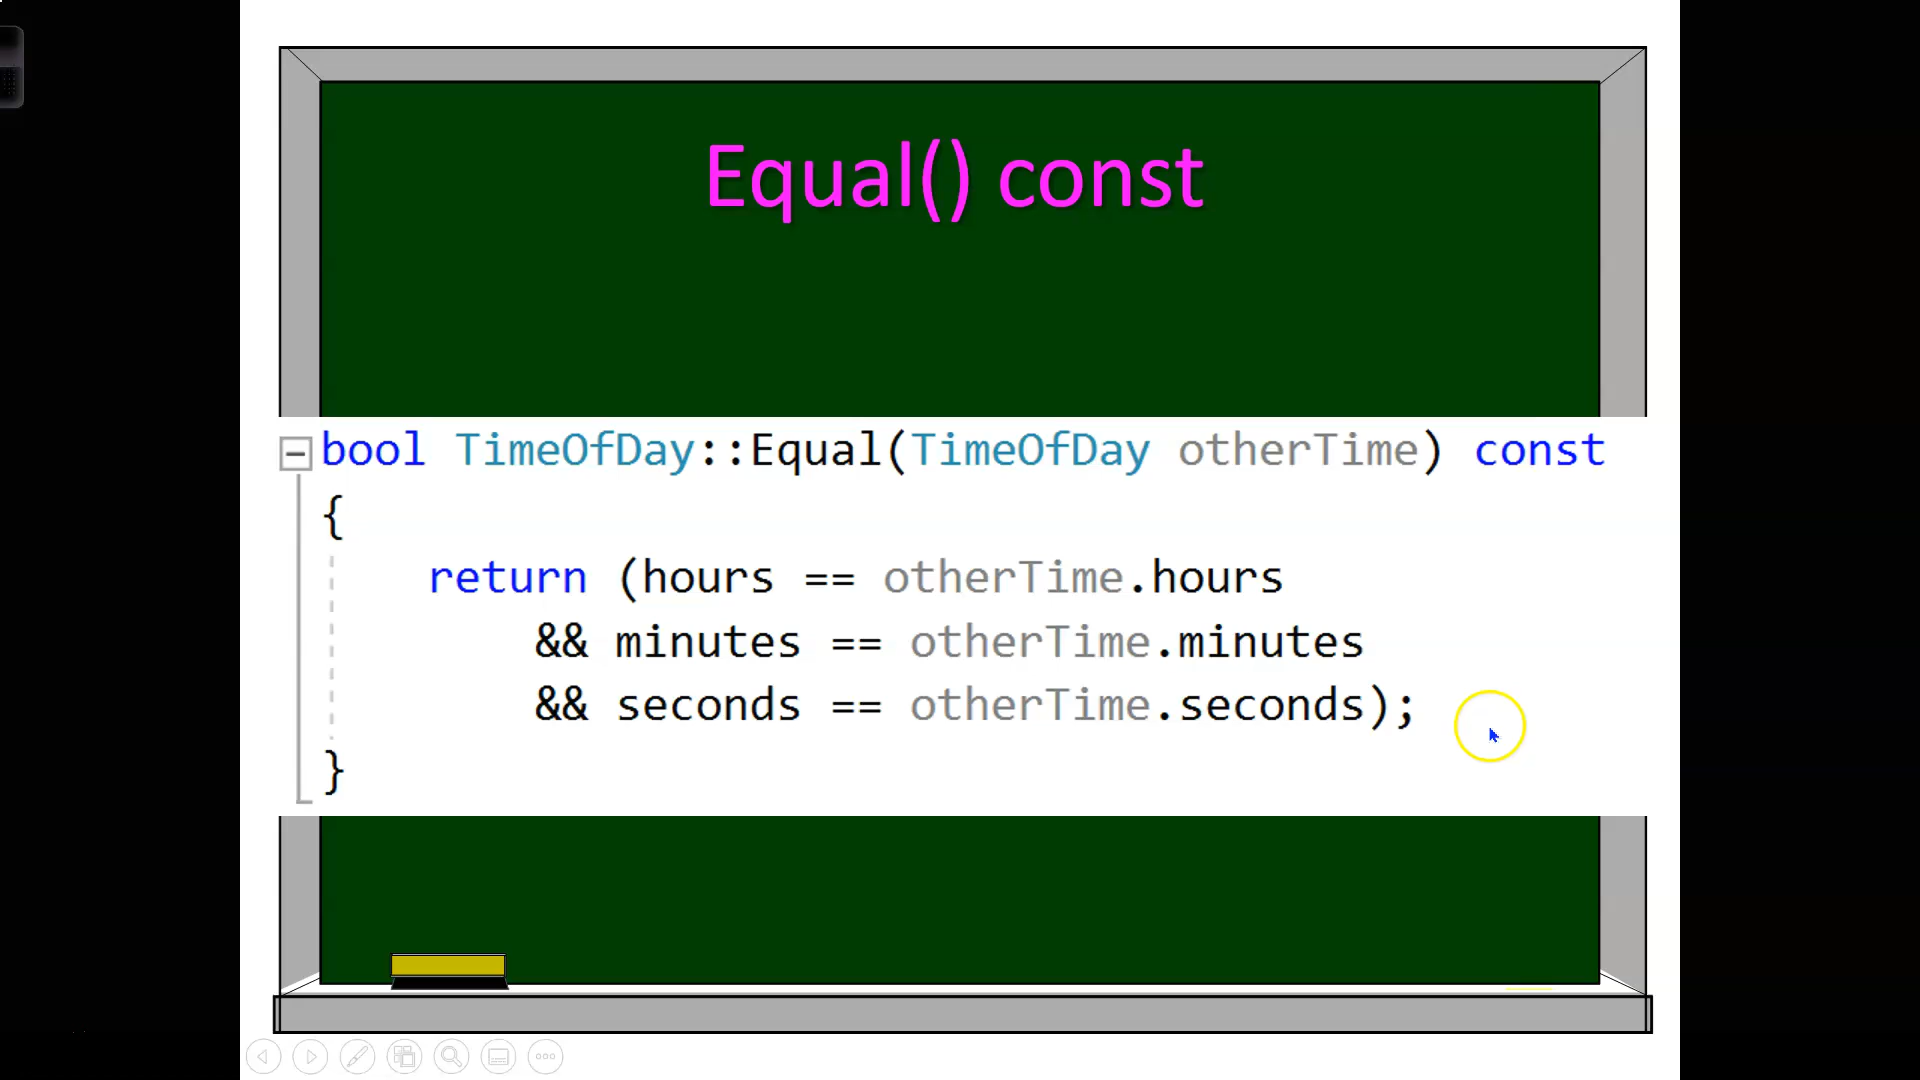 Equal() const
bool TimeOfDay::Equal(TimeOfDay otherTime) const
{
return (hours == otherTime.hours
&& minutes == otherTime.minutes
&& seconds == otherTime.seconds);
}